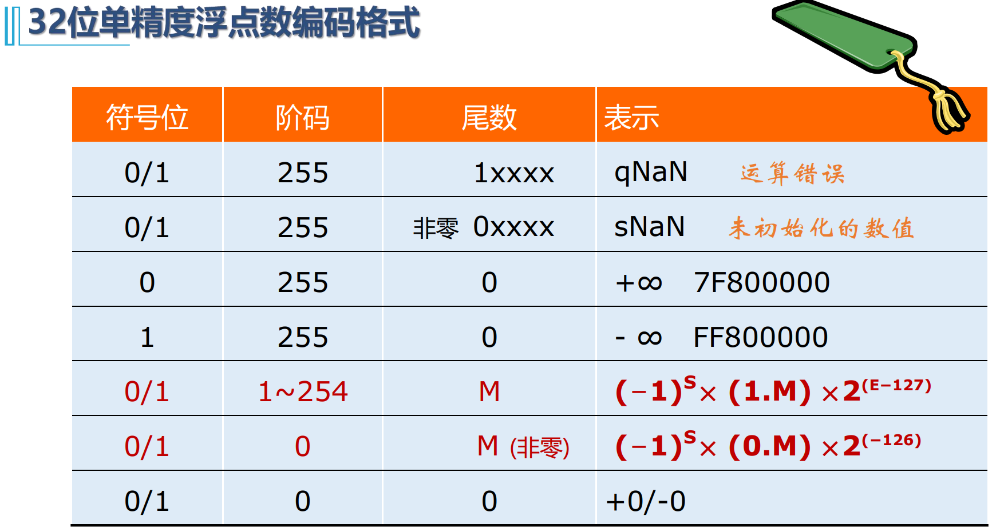 32位单精度浮点数编码格式
符号位 阶码 尾数 表示
0/1 255 1xxxx qNaN 运算错误
0/1 255 非零 0xxxx sNaN 未初始化的数值
0 255 0 +∞ 7F800000
1 255 0 - ∞ FF800000
0/1 1~254 M (−1)^S× (1.M) ×2^(E−127)
0/1 0 M (非零) (−1)^S× (0.M) ×2^(−126)
0/1 0 0 +0/-0